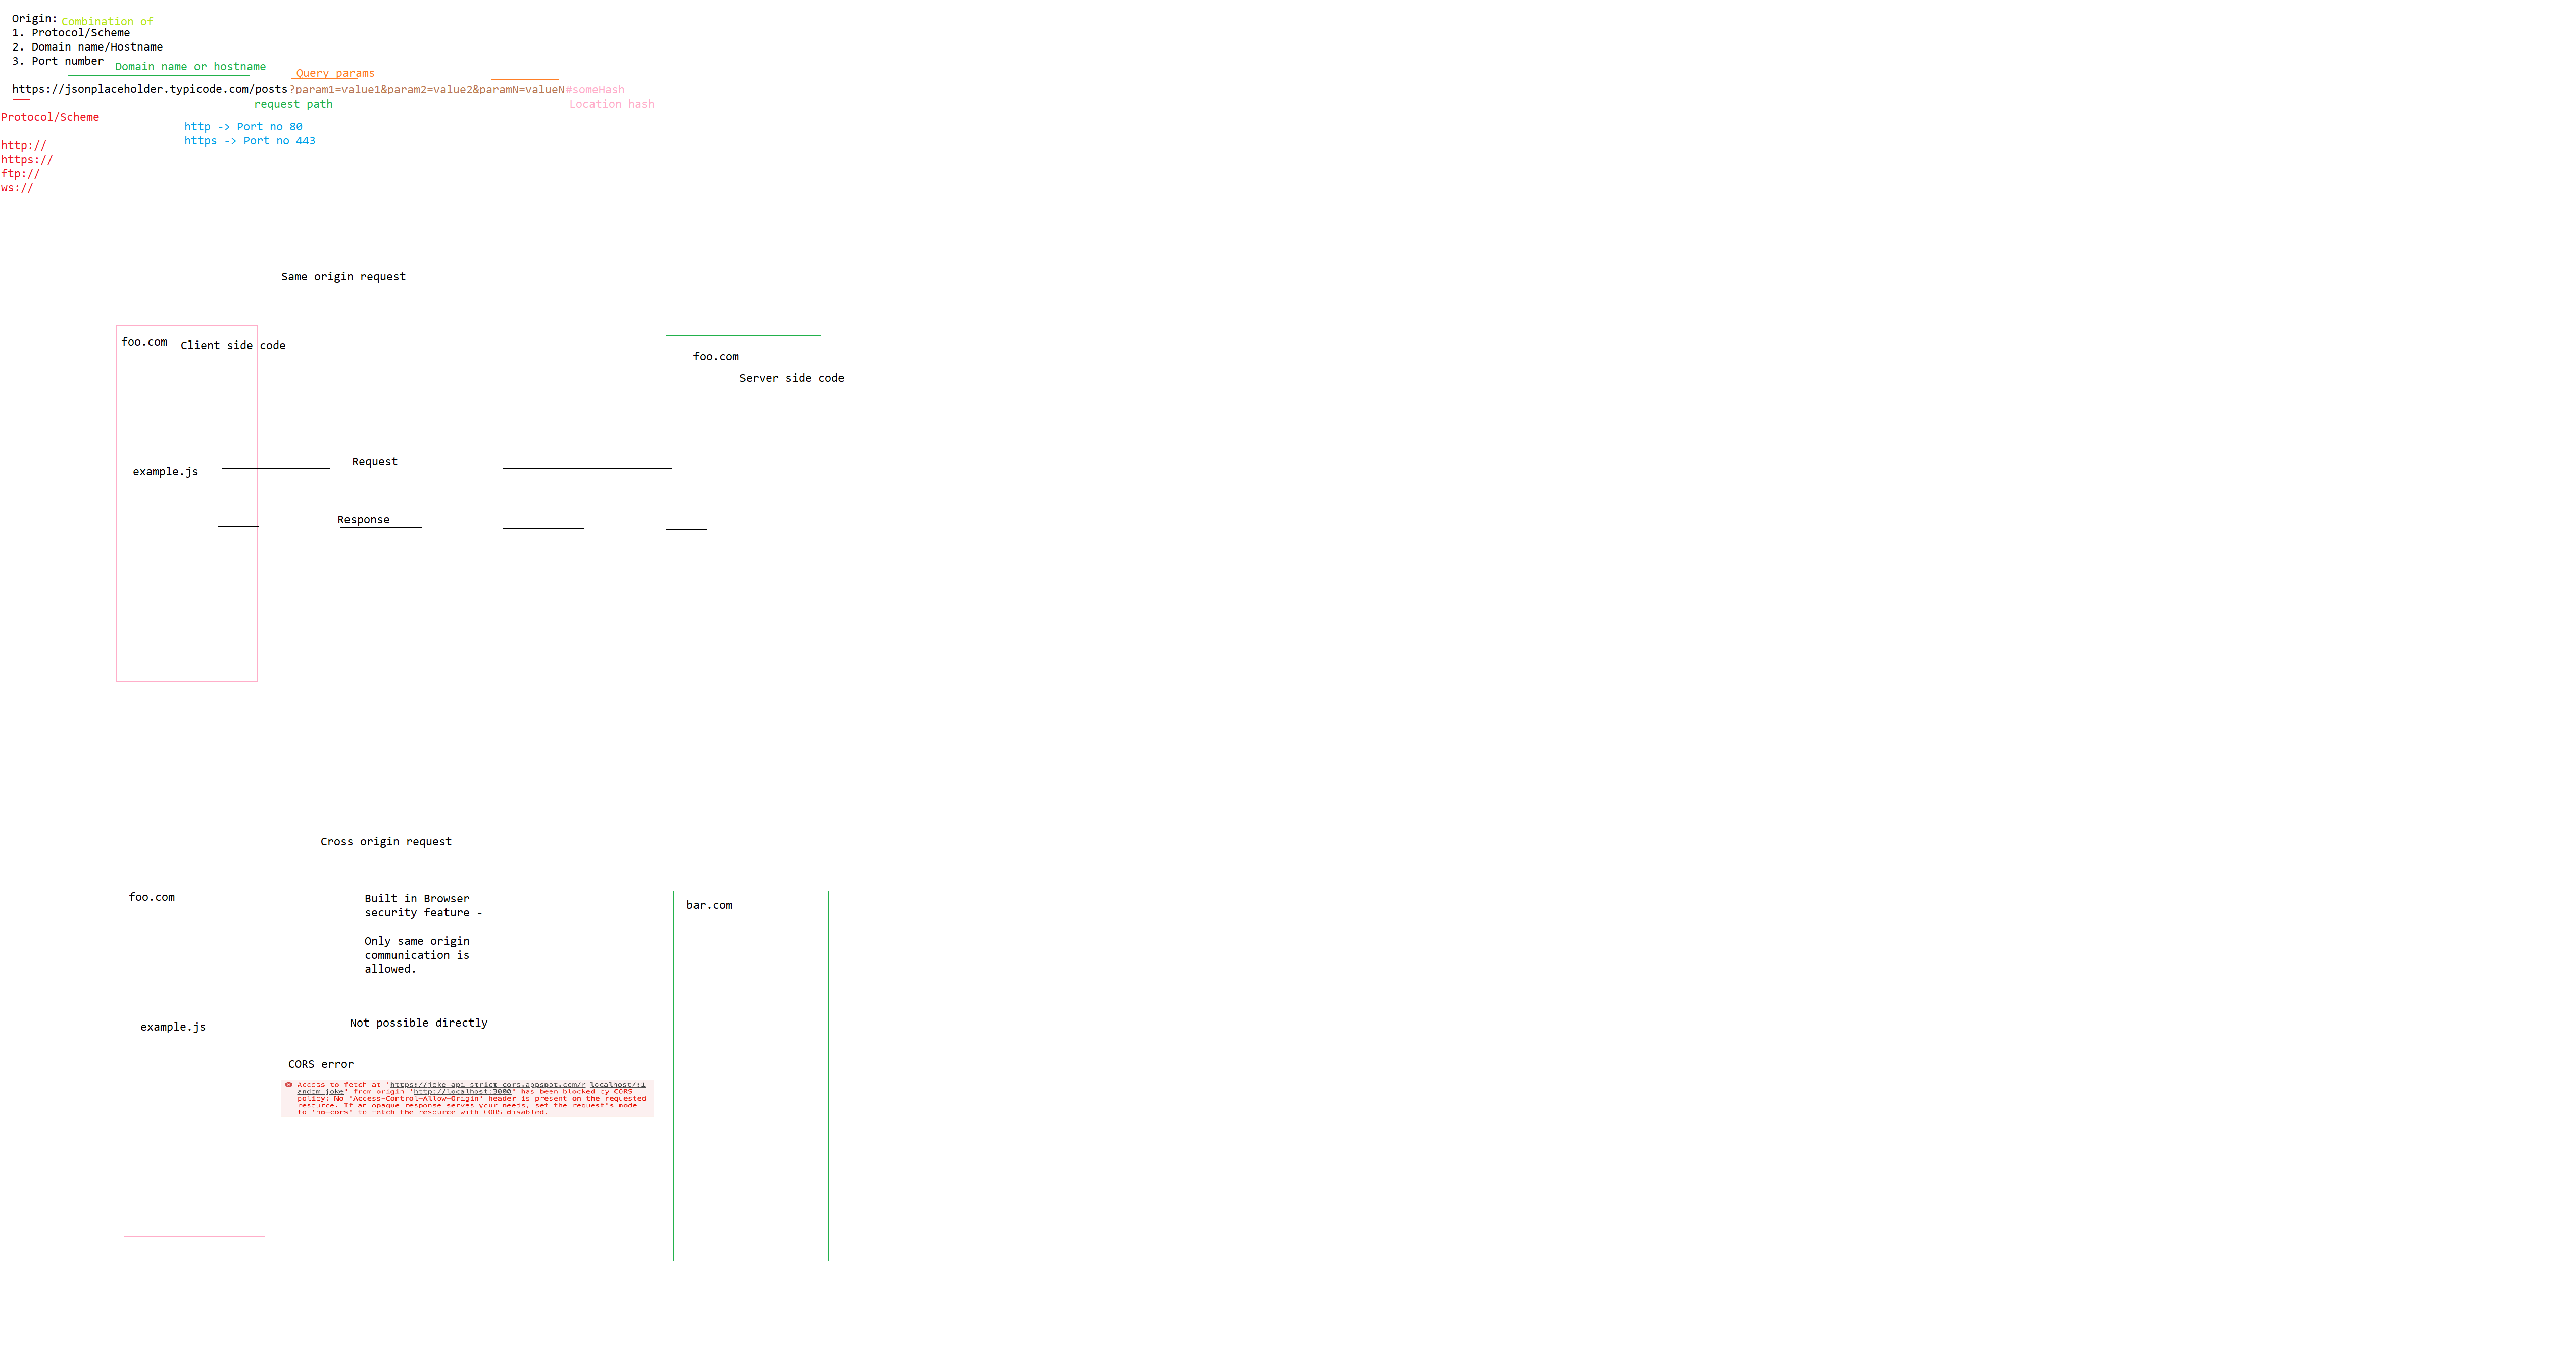 Origin: Combination of
1. Protocol/Scheme
2. Domain name/Hostname
3. Port number
Domain name or hostname
Query params
https://jsonplaceholder.typicode.com/posts?param1=value1&param2=value2&paramN=valueN#someHash
request path
Location hash
Protocol/Scheme
http -> Port no 80
https -> Port no 443
http://
https://
ftp://
ws://
Same origin request
foo.com
Client side code
foo.com
Server side code
Request
example.js
Response
Cross origin request
foo.com
Built in Browser
security feature -
Only same origin
communication is
allowed.
bar.com
Not possible directly
example.js
CORS error
Access to fetch at 'https://joke-api-strict-cors.appspot.com/r localhost/:1
andom_joke' from origin 'http://localhost:3000' has been blocked by CORS
policy: No 'Access-Control-Allow-Origin' header is present on the requested
resource. If an opaque response serves your needs, set the request's mode
to 'no cors' to fetch the resource with CORS disabled.